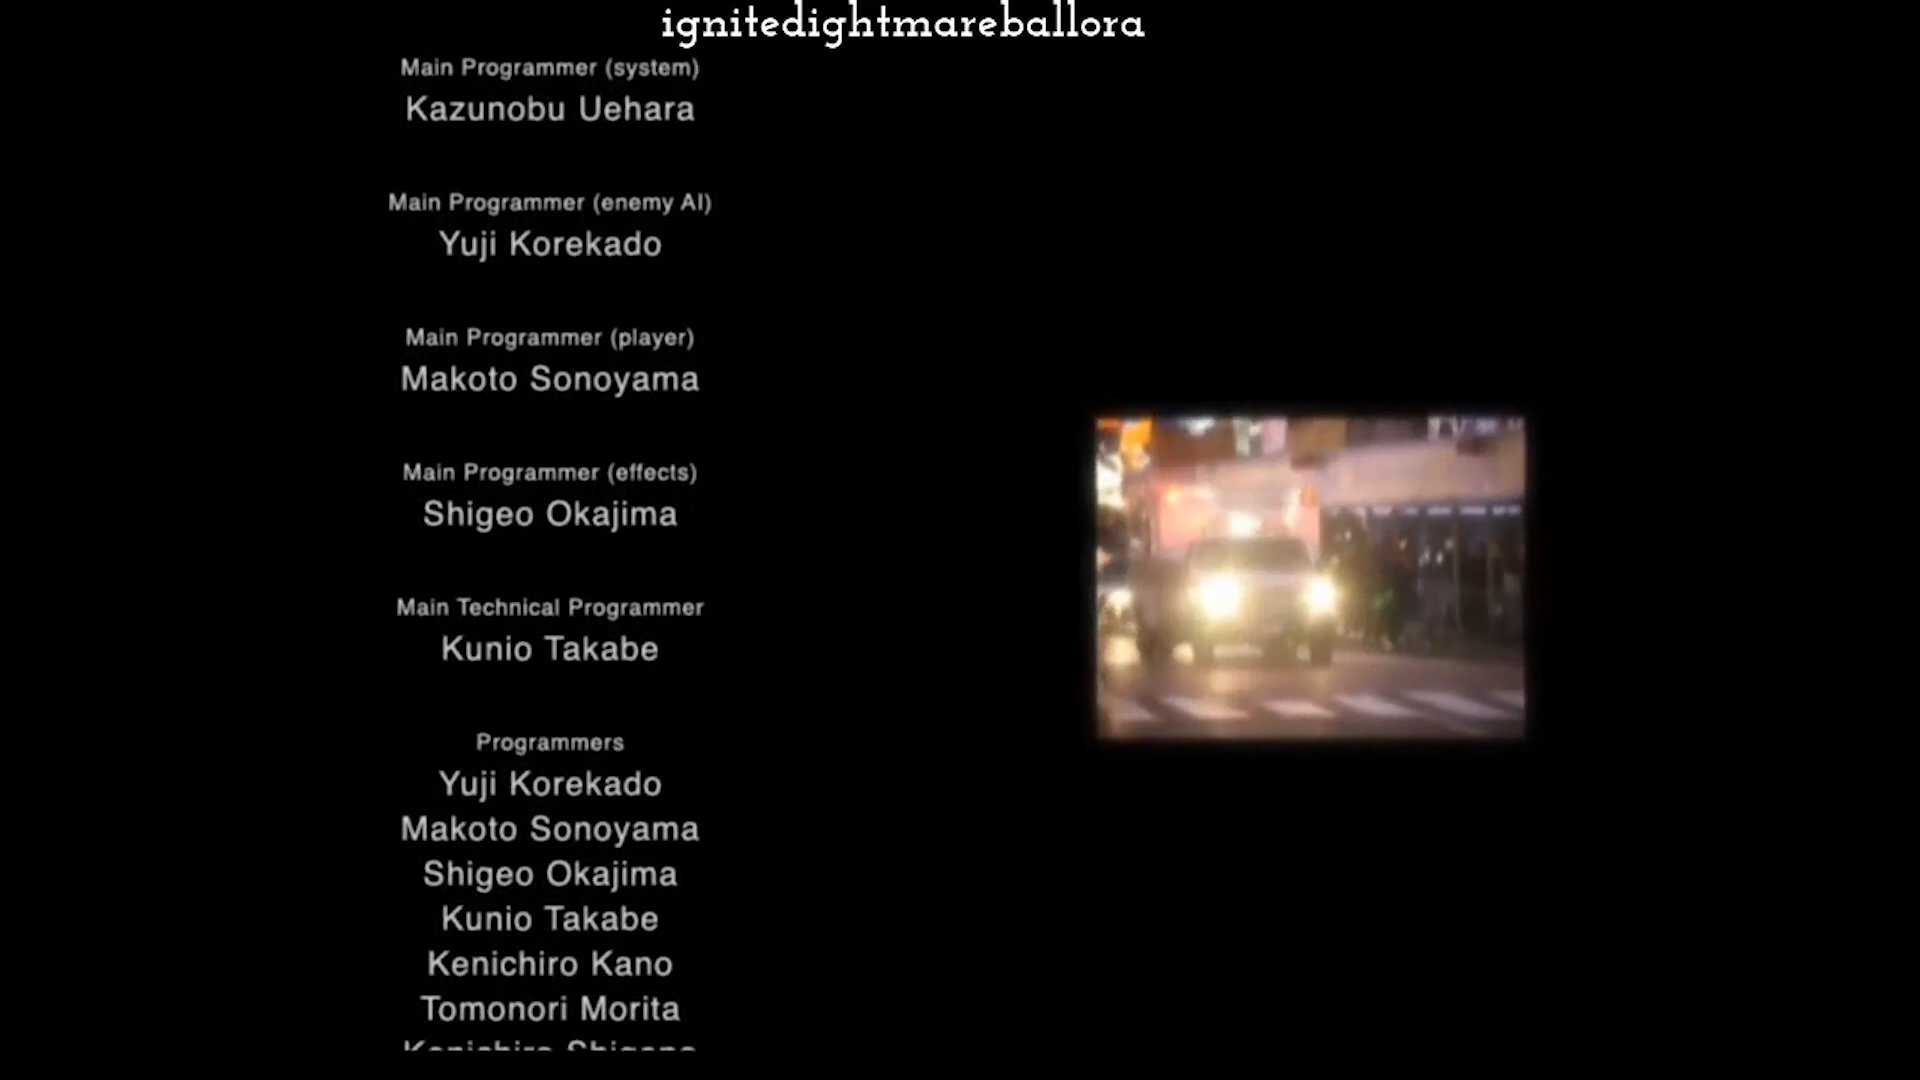 ignitedightmareballora
Main Programmer (system)
Kazunobu Uehara
Main Programmer (enemy AI)
Yuji Korekado
Main Programmer (player)
Makoto Sonoyama
Main Programmer (effects)
Shigeo Okajima
Main Technical Programmer
Kunio Takabe
Programmers
Yuji Korekado
Makoto Sonoyama
Shigeo Okajima
Kunio Takabe
Kenichiro Kano
Tomonori Morita